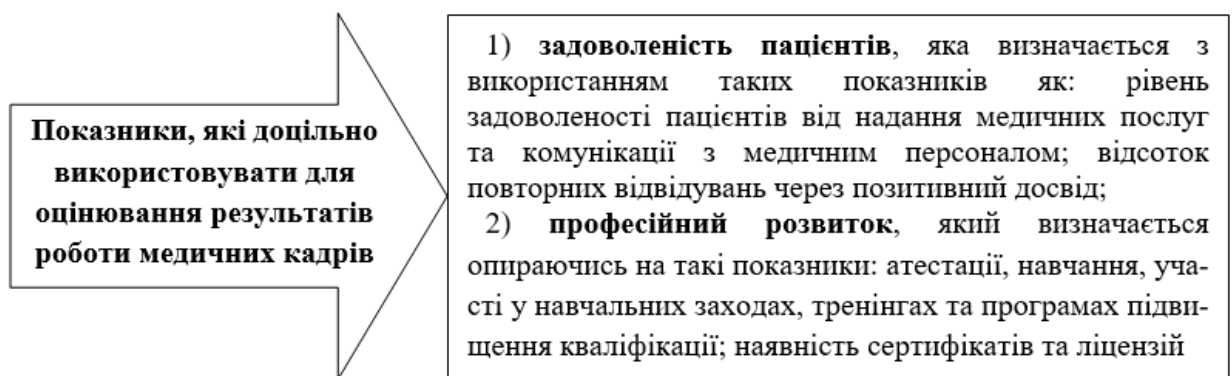 Показники, які доцільно
використовувати для
оцінювання результатів
роботи медичних кадрів
1) задоволеність пацієнтів, яка визначається з
використанням таких показників як: рівень
задоволеності пацієнтів від надання медичних послуг
та комунікації з медичним персоналом; відсоток
повторних відвідувань через позитивний досвід;
2) професійний розвиток, який визначається
опираючись на такі показники: атестації, навчання, уча-
сті у навчальних заходах, тренінгах та програмах підви-
щення кваліфікації; наявність сертифікатів та ліцензій